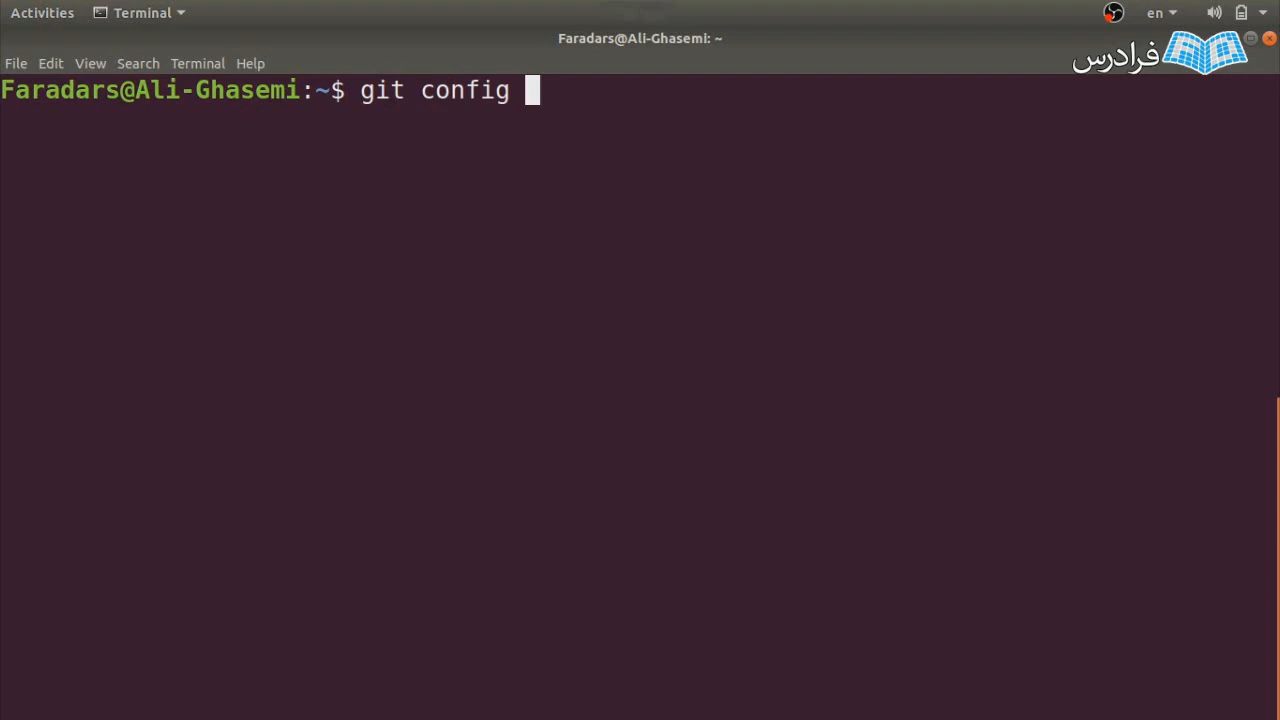 Activities Terminal en
Faradars@Ali-Ghasemi: ~
فرادرس
File Edit View Search Terminal Help
Faradars@Ali-Ghasemi:~$ git config